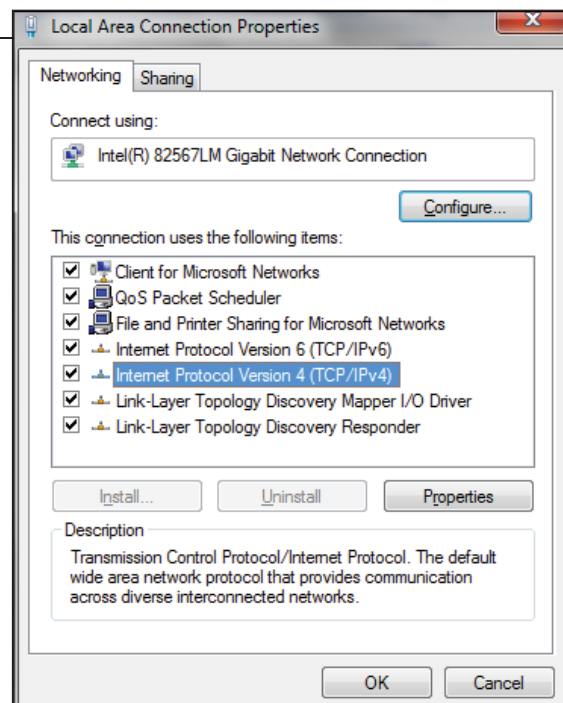 Local Area Connection Properties
Networking
Sharing
Connect using:
Intel(R) 82567LM Gigabit Network Connection
Configure...
This connection uses the following items:
Client for Microsoft Networks
QoS Packet Scheduler
File and Printer Sharing for Microsoft Networks
Internet Protocol Version 6 (TCP/IPv6)
Internet Protocol Version 4 (TCP/IPv4)
Link-Layer Topology Discovery Mapper I/O Driver
Link-Layer Topology Discovery Responder
Install...
Uninstall
Properties
Description
Transmission Control Protocol/Internet Protocol. The default
wide area network protocol that provides communication
across diverse interconnected networks.
OK
Cancel